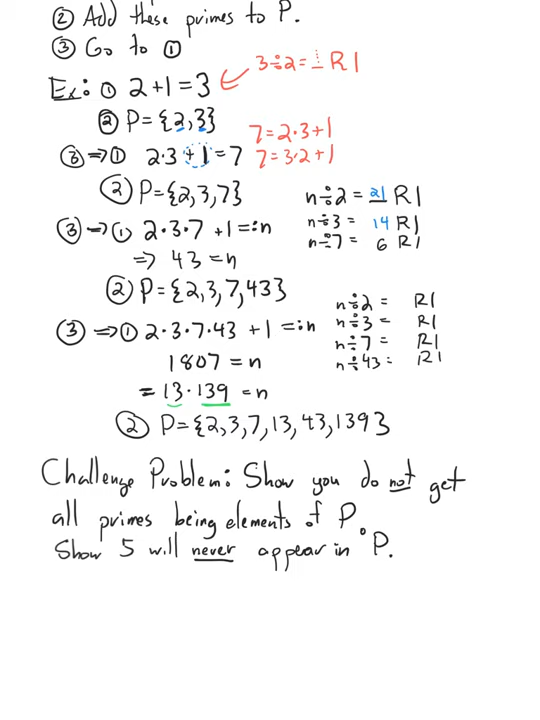 ② Add these primes to P.
③ Go to ①
3÷2=1 R1
Ex: ① 2+1=3
② P={2,3}
7=2·3+1
③ ⇒ ① 2·3+1=7
7=3·2+1
② P={2,3,7}
n÷2= 21 R1
n÷3= 14 R1
n÷7= 6 R1
③ → ① 2·3·7 +1=:n
⇒ 43=n
② P={2,3,7,43}
n÷2= R1
n÷3= R1
n÷7= R1
n÷43= R1
③ ⇒ ① 2·3·7·43 +1=:n
1807=n
=13·139=n
② P={2,3,7,13,43,139}
Challenge Problem: Show you do not get
all primes being elements of P.
Show 5 will never appear in P.